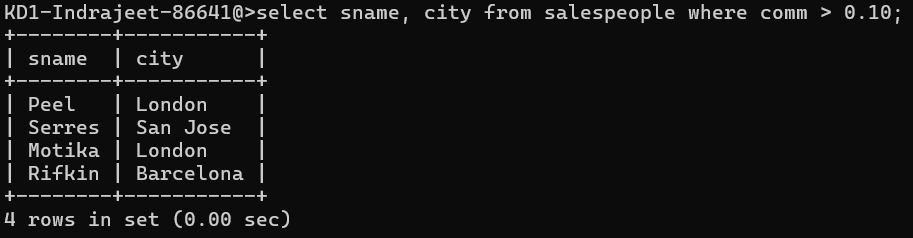 KD1-Indrajeet-86641@>select sname, city from salespeople where comm > 0.10;
+--------+-----------+
| sname  | city      |
+--------+-----------+
| Peel   | London    |
| Serres | San Jose  |
| Motika | London    |
| Rifkin | Barcelona |
+--------+-----------+
4 rows in set (0.00 sec)